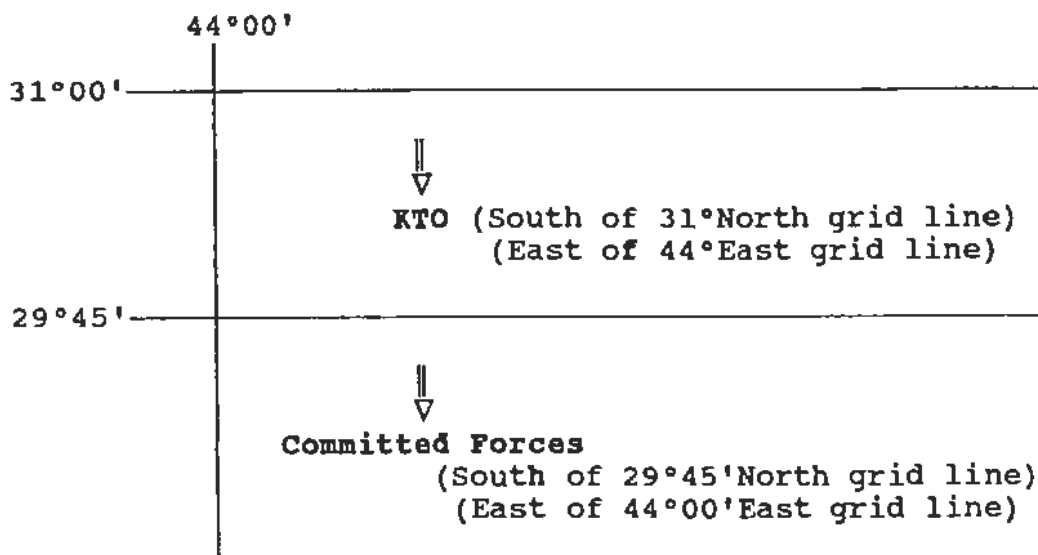 44°00'
31°00'
KTO (South of 31°North grid line)
(East of 44°East grid line)
29°45'
Committed Forces
(South of 29°45'North grid line)
(East of 44°00'East grid line)